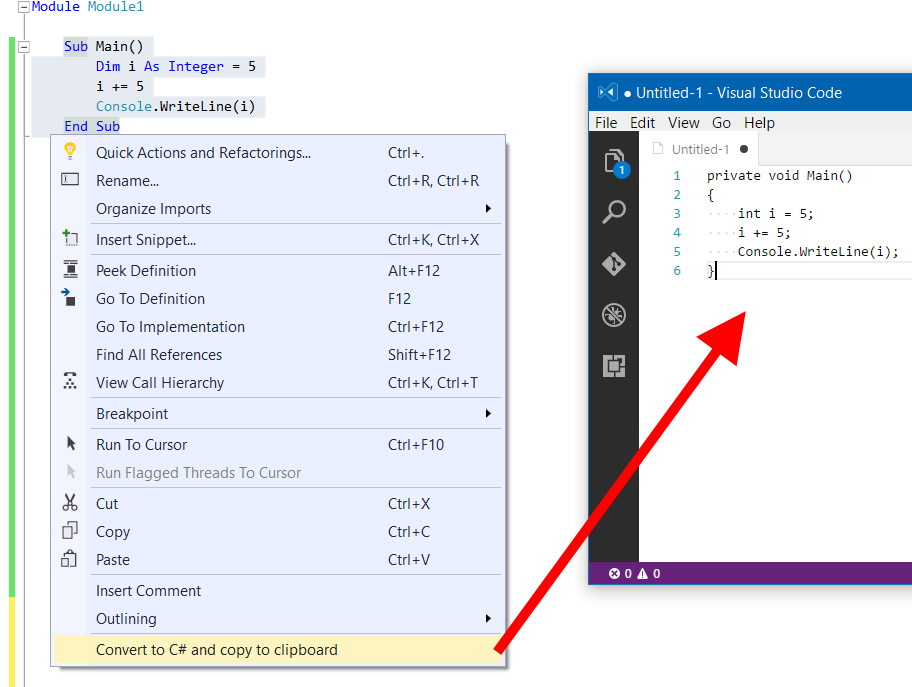 Module Module1
Sub Main()
Dim i As Integer = 5
i += 5
Console.WriteLine(i)
End Sub
Quick Actions and Refactorings... Ctrl+.
Rename... Ctrl+R, Ctrl+R
Organize Imports
Insert Snippet... Ctrl+K, Ctrl+X
Peek Definition Alt+F12
Go To Definition F12
Go To Implementation Ctrl+F12
Find All References Shift+F12
View Call Hierarchy Ctrl+K, Ctrl+T
Breakpoint
Run To Cursor Ctrl+F10
Run Flagged Threads To Cursor
Cut Ctrl+X
Copy Ctrl+C
Paste Ctrl+V
Insert Comment
Outlining
Convert to C# and copy to clipboard
● Untitled-1 - Visual Studio Code
File Edit View Go Help
Untitled-1 ●
1
1 private void Main()
2 {
3 ····int i = 5;
4 ····i += 5;
5 ····Console.WriteLine(i);
6 }
0 0